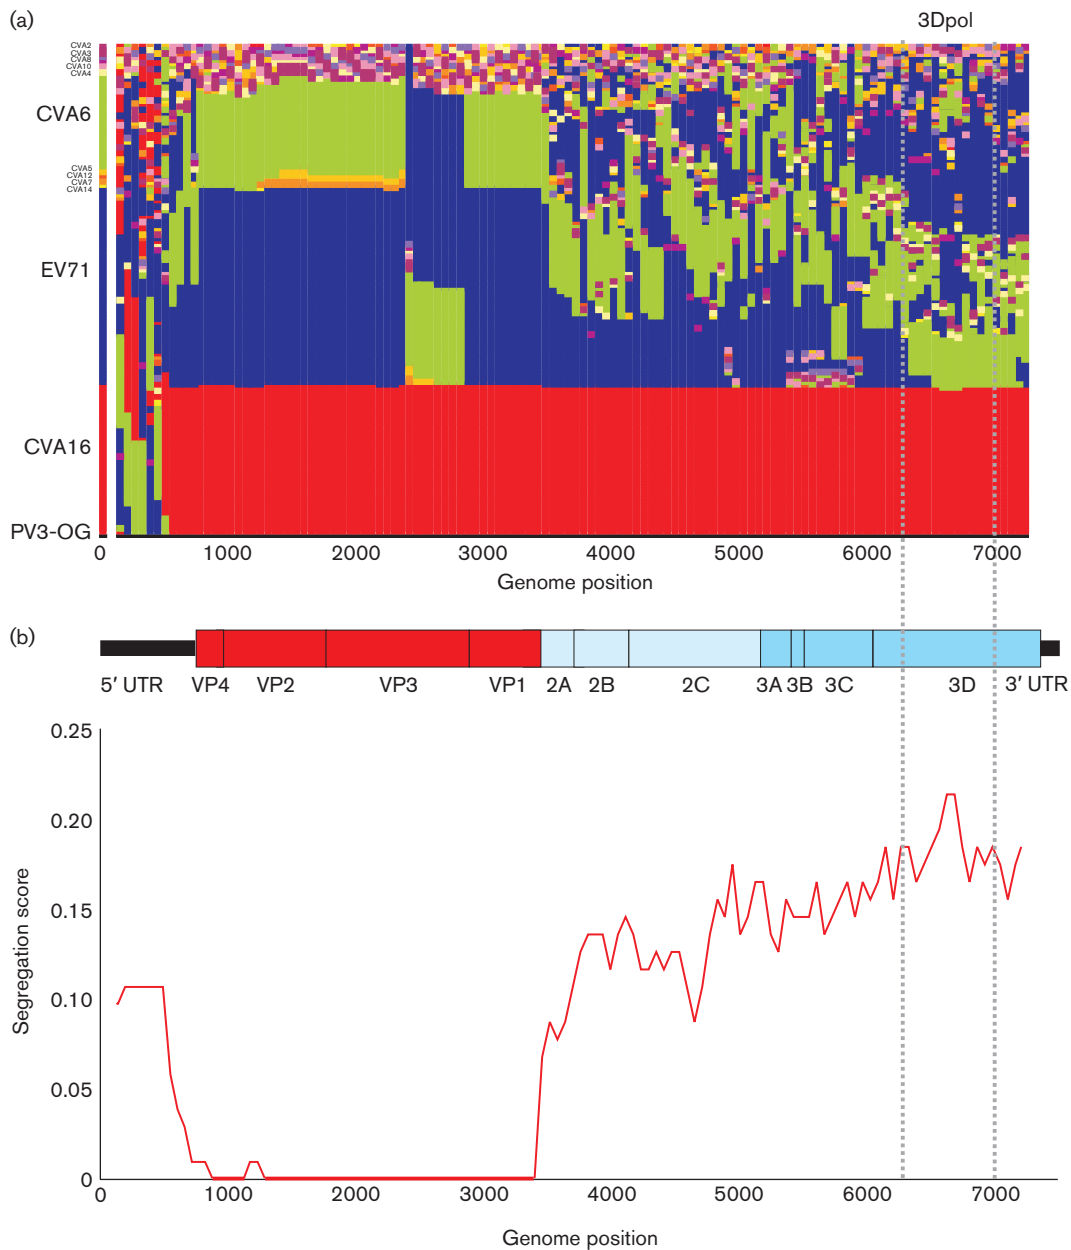 (a)
3Dpol
CVA2
CVA3
CVA8
CVA10
CVA4
CVA6
CVA5
CVA12
CVA7
CVA14
EV71
CVA16
PV3-OG
0 1000 2000 3000 4000 5000 6000 7000
Genome position
(b)
5′ UTR VP4 VP2 VP3 VP1 2A 2B 2C 3A 3B 3C 3D 3′ UTR
0.25
0.20
0.15
0.10
0.05
0
Segregation score
0 1000 2000 3000 4000 5000 6000 7000
Genome position